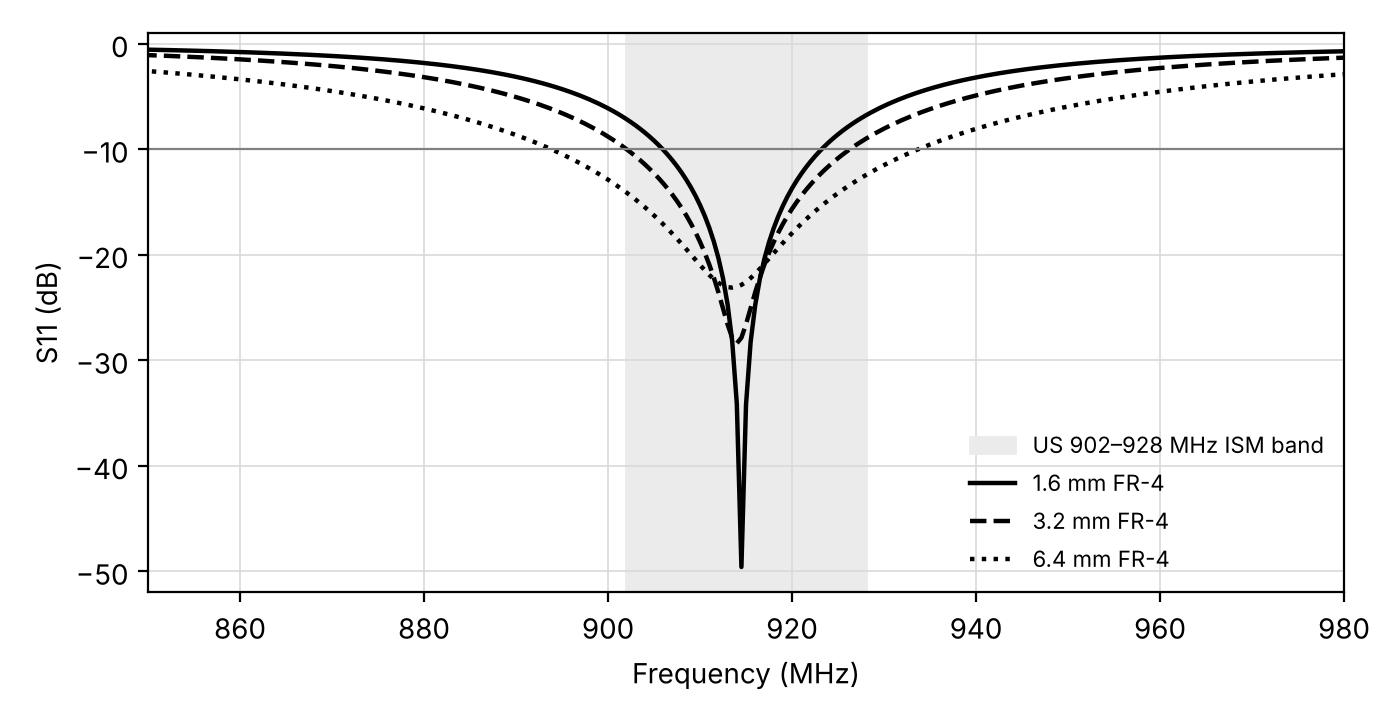 0
−10
−20
−30
−40
−50
S11 (dB)
US 902–928 MHz ISM band
1.6 mm FR-4
3.2 mm FR-4
6.4 mm FR-4
860 880 900 920 940 960 980
Frequency (MHz)